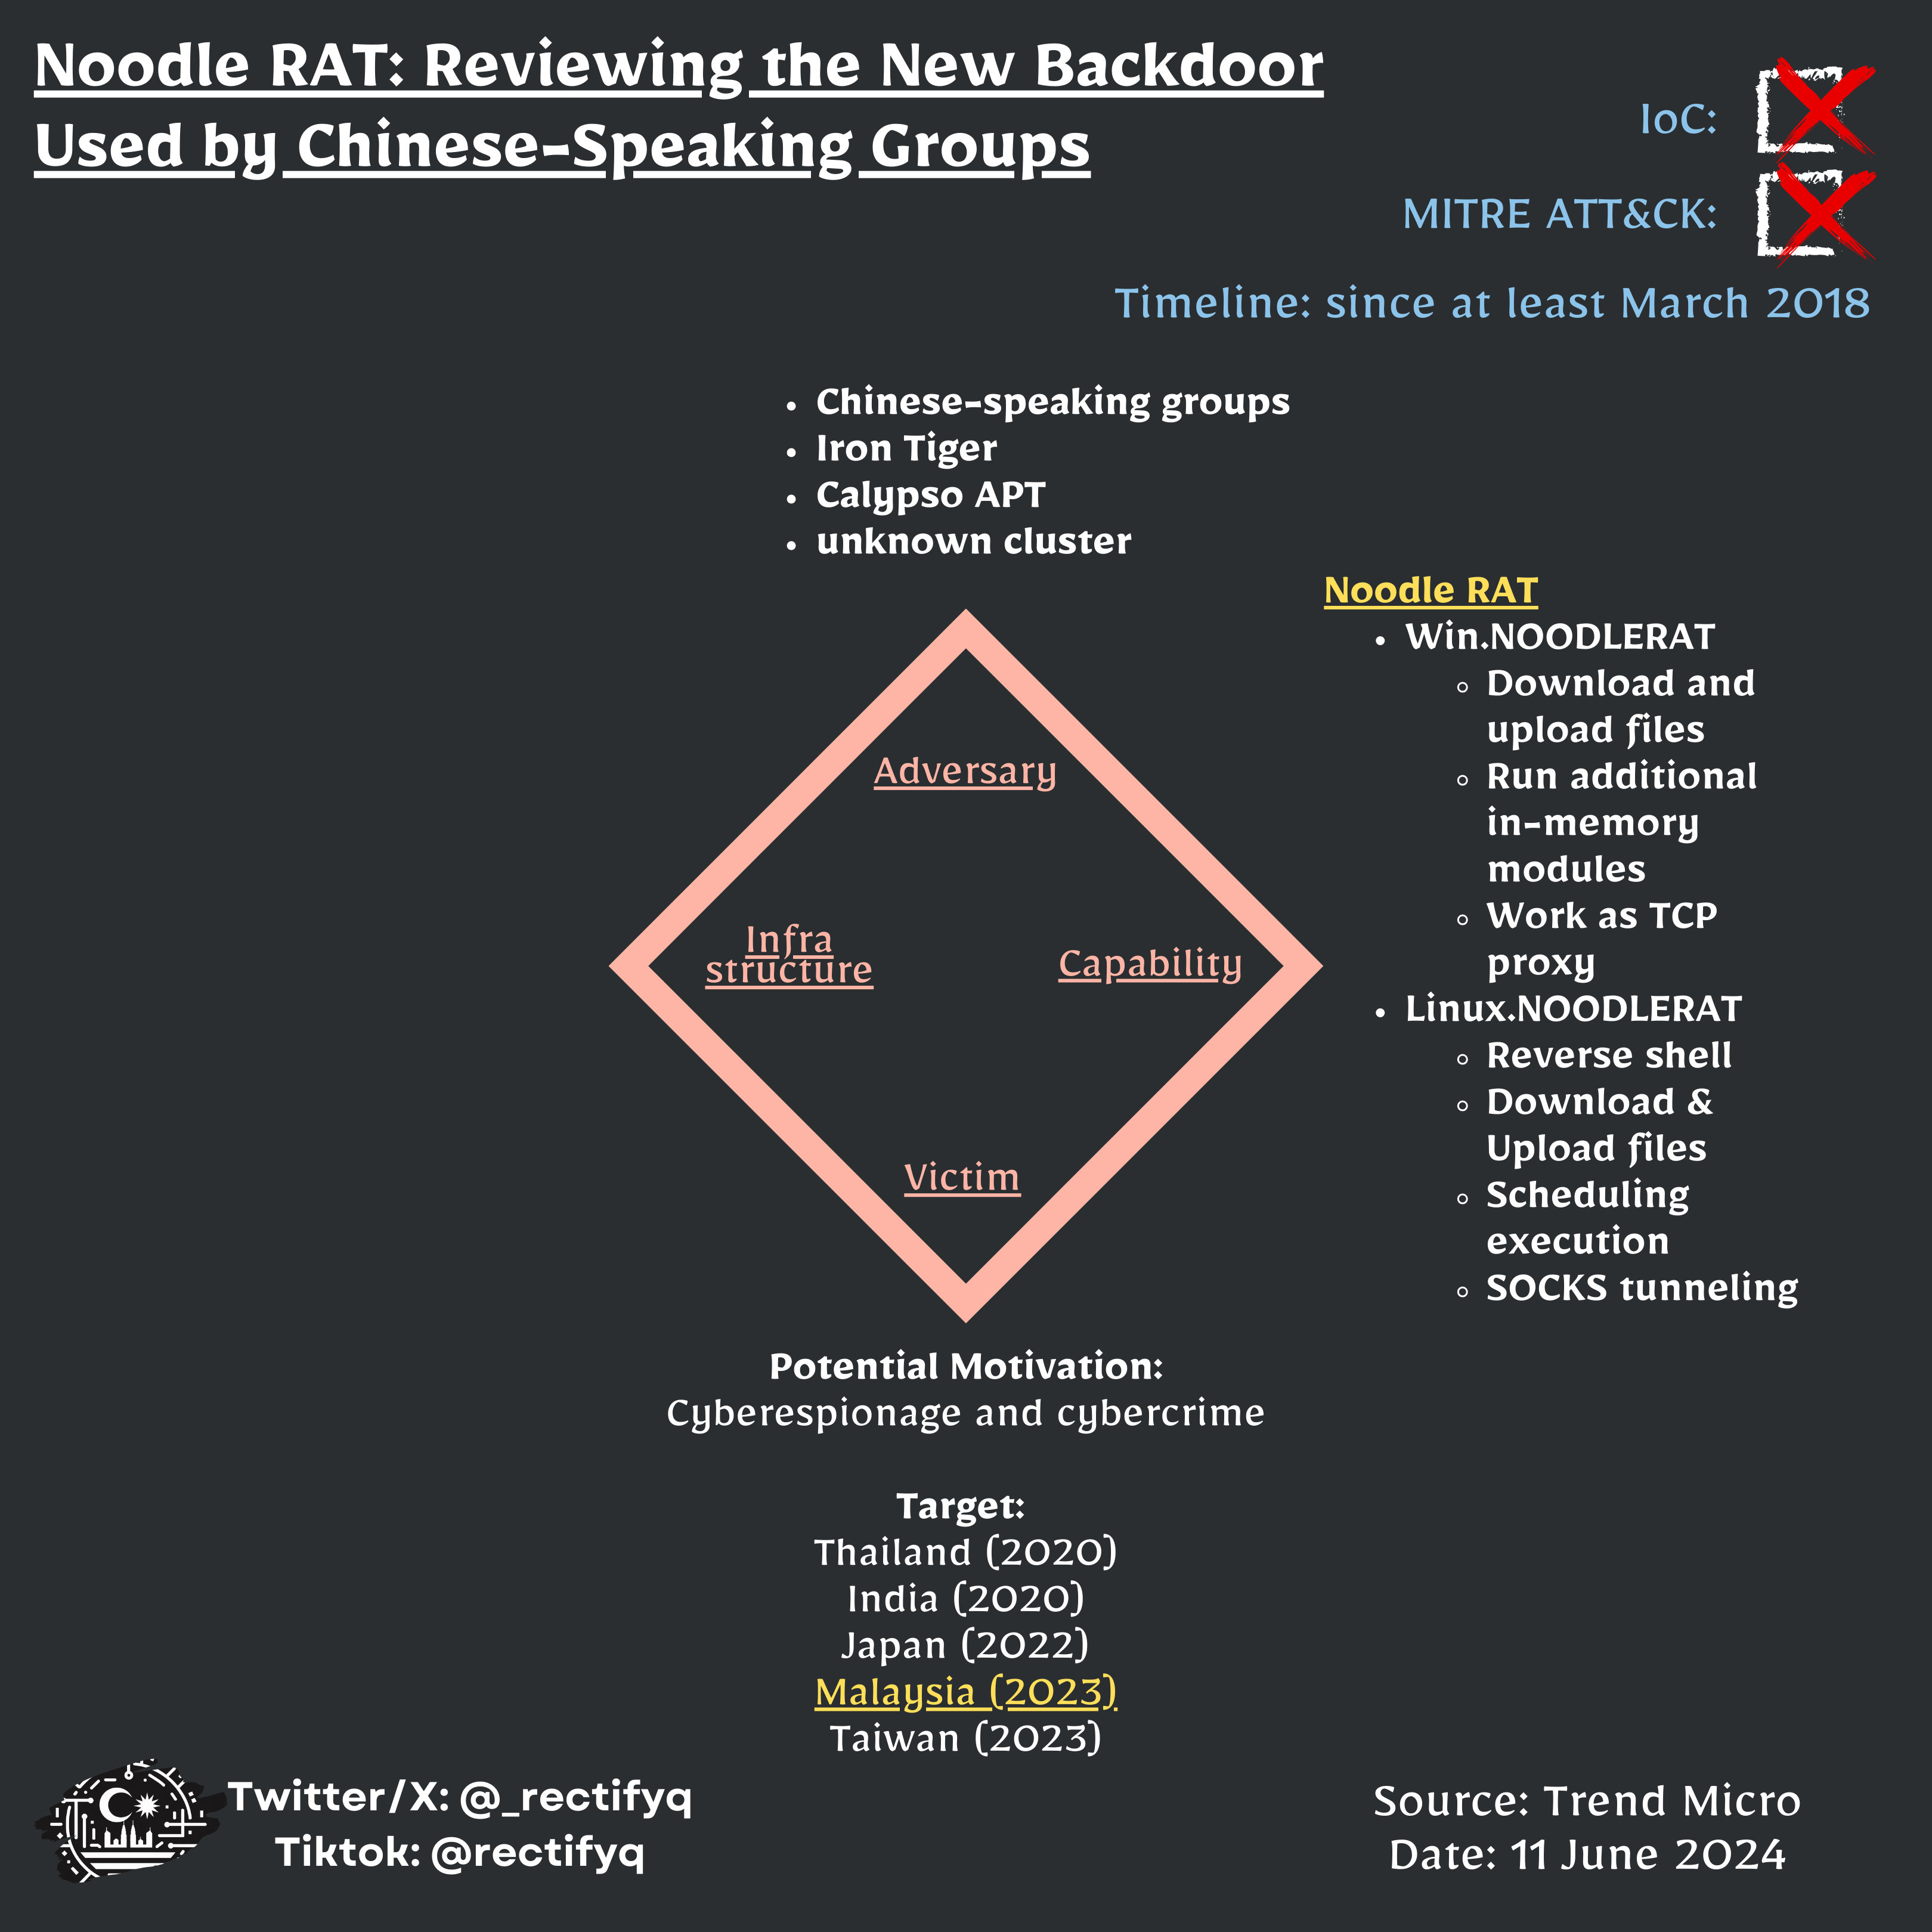 Noodle RAT: Reviewing the New Backdoor
Used by Chinese-Speaking Groups
IoC:
MITRE ATT&CK:
Timeline: since at least March 2018
• Chinese-speaking groups
• Iron Tiger
• Calypso APT
• unknown cluster
Noodle RAT
• Win.NOODLERAT
◦ Download and
upload files
◦ Run additional
in-memory
modules
◦ Work as TCP
proxy
• Linux.NOODLERAT
◦ Reverse shell
◦ Download &
Upload files
◦ Scheduling
execution
◦ SOCKS tunneling
Adversary
Infra
structure
Capability
Victim
Potential Motivation:
Cyberespionage and cybercrime
Target:
Thailand (2020)
India (2020)
Japan (2022)
Malaysia (2023)
Taiwan (2023)
Twitter/X: @_rectifyq
Tiktok: @rectifyq
Source: Trend Micro
Date: 11 June 2024